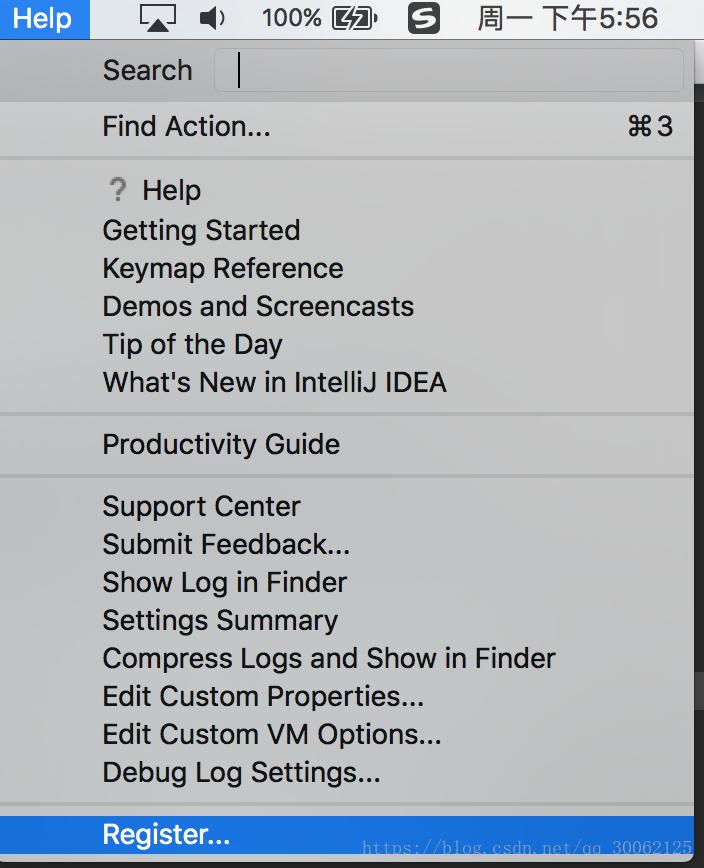 Help 100% S 周一 下午5:56
Search
Find Action... ⌘3
? Help
Getting Started
Keymap Reference
Demos and Screencasts
Tip of the Day
What's New in IntelliJ IDEA
Productivity Guide
Support Center
Submit Feedback...
Show Log in Finder
Settings Summary
Compress Logs and Show in Finder
Edit Custom Properties...
Edit Custom VM Options...
Debug Log Settings...
Register...
https://blog.csdn.net/qq_30062125